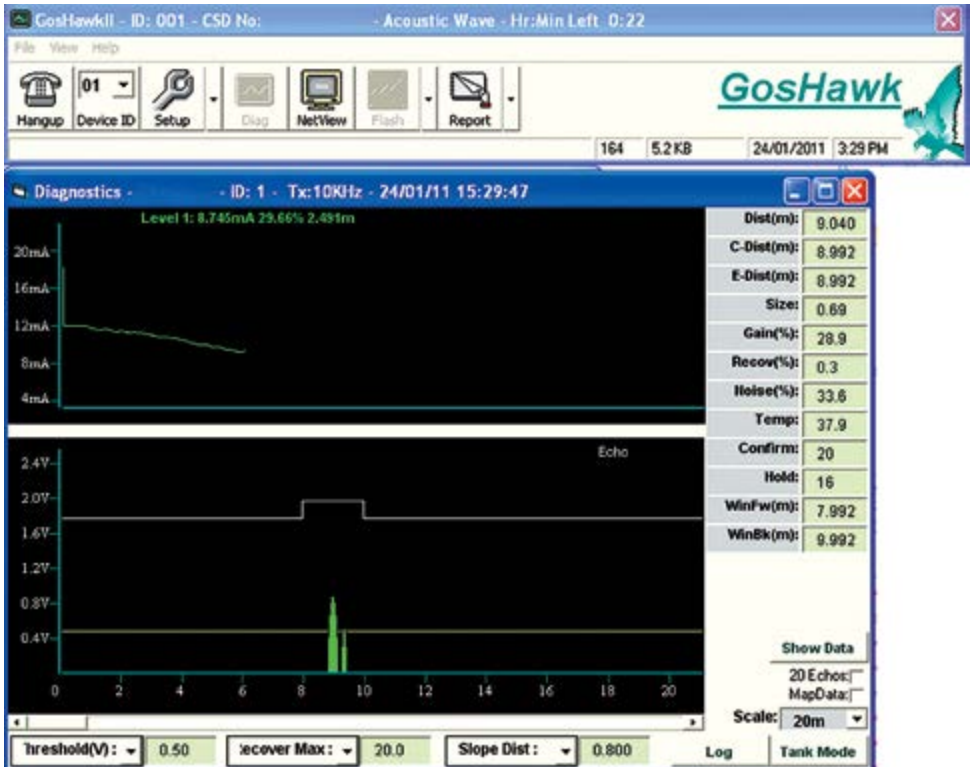 GosHawkII - ID: 001 - CSD No: - Acoustic Wave - Hr:Min Left 0:22
File View Help
01
Hangup Device ID Setup Diag NetView Flash Report
GosHawk
164 5.2 KB 24/01/2011 3:29 PM
Diagnostics - - ID: 1 - Tx:10KHz - 24/01/11 15:29:47
Level 1: 8.745mA 29.66% 2.491m
20mA
16mA
12mA
8mA
4mA
Dist(m): 9.040
C-Dist(m): 8.992
E-Dist(m): 8.992
Size: 0.69
Gain(%): 28.9
Recov(%): 0.3
Noise(%): 33.6
Temp: 37.9
Confirm: 20
Hold: 16
WinFw(m): 7.992
WinBk(m): 9.992
Echo
2.4V
2.0V
1.6V
1.2V
0.8V
0.4V
0 2 4 6 8 10 12 14 16 18 20
Show Data
20 Echos:
MapData:
Scale: 20m
hreshold(V) : 0.50 ecover Max : 20.0 Slope Dist : 0.800 Log Tank Mode